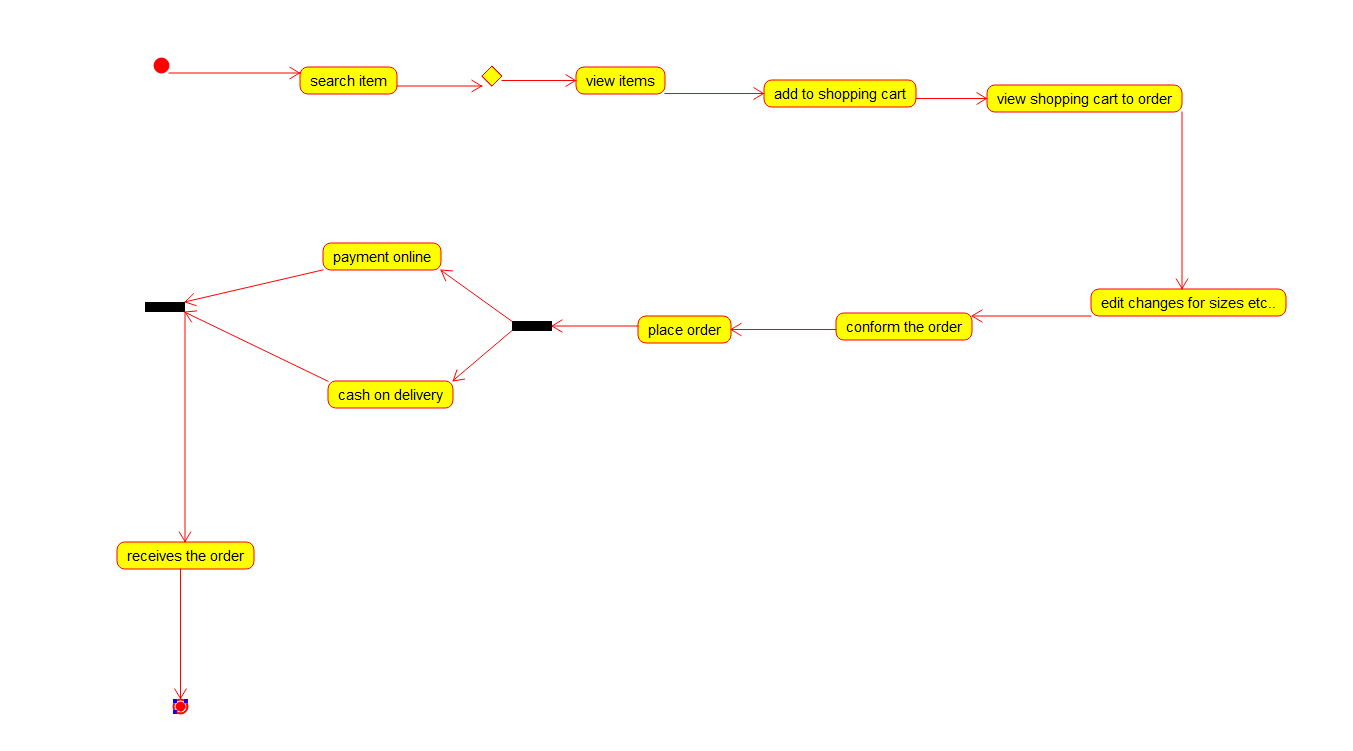 search item
view items
add to shopping cart
view shopping cart to order
edit changes for sizes etc..
conform the order
place order
payment online
cash on delivery
receives the order